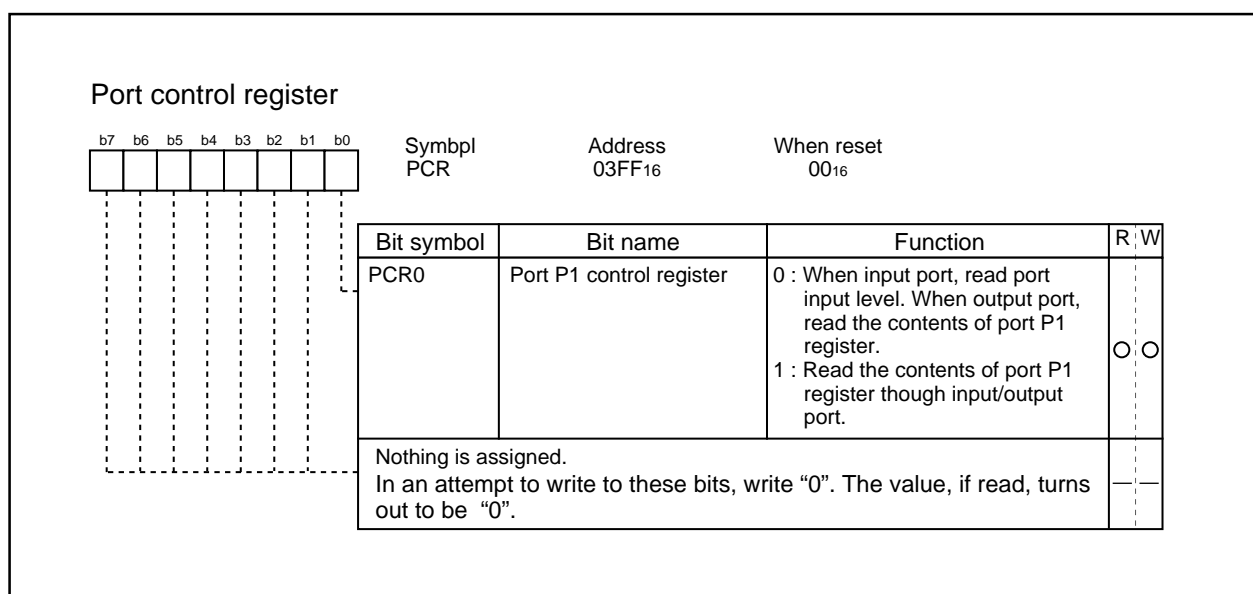 Port control register
b7 b6 b5 b4 b3 b2 b1 b0
Symbpl Address When reset
PCR 03FF16 0016
Bit symbol Bit name Function R W
PCR0 Port P1 control register 0 : When input port, read port
input level. When output port,
read the contents of port P1
register.
1 : Read the contents of port P1
register though input/output
port.
Nothing is assigned.
In an attempt to write to these bits, write “0”. The value, if read, turns
out to be “0”.